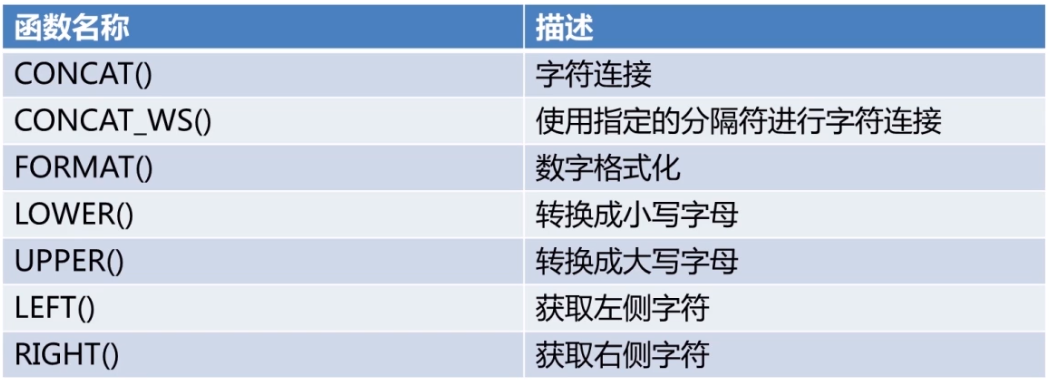 函数名称 描述
CONCAT() 字符连接
CONCAT_WS() 使用指定的分隔符进行字符连接
FORMAT() 数字格式化
LOWER() 转换成小写字母
UPPER() 转换成大写字母
LEFT() 获取左侧字符
RIGHT() 获取右侧字符